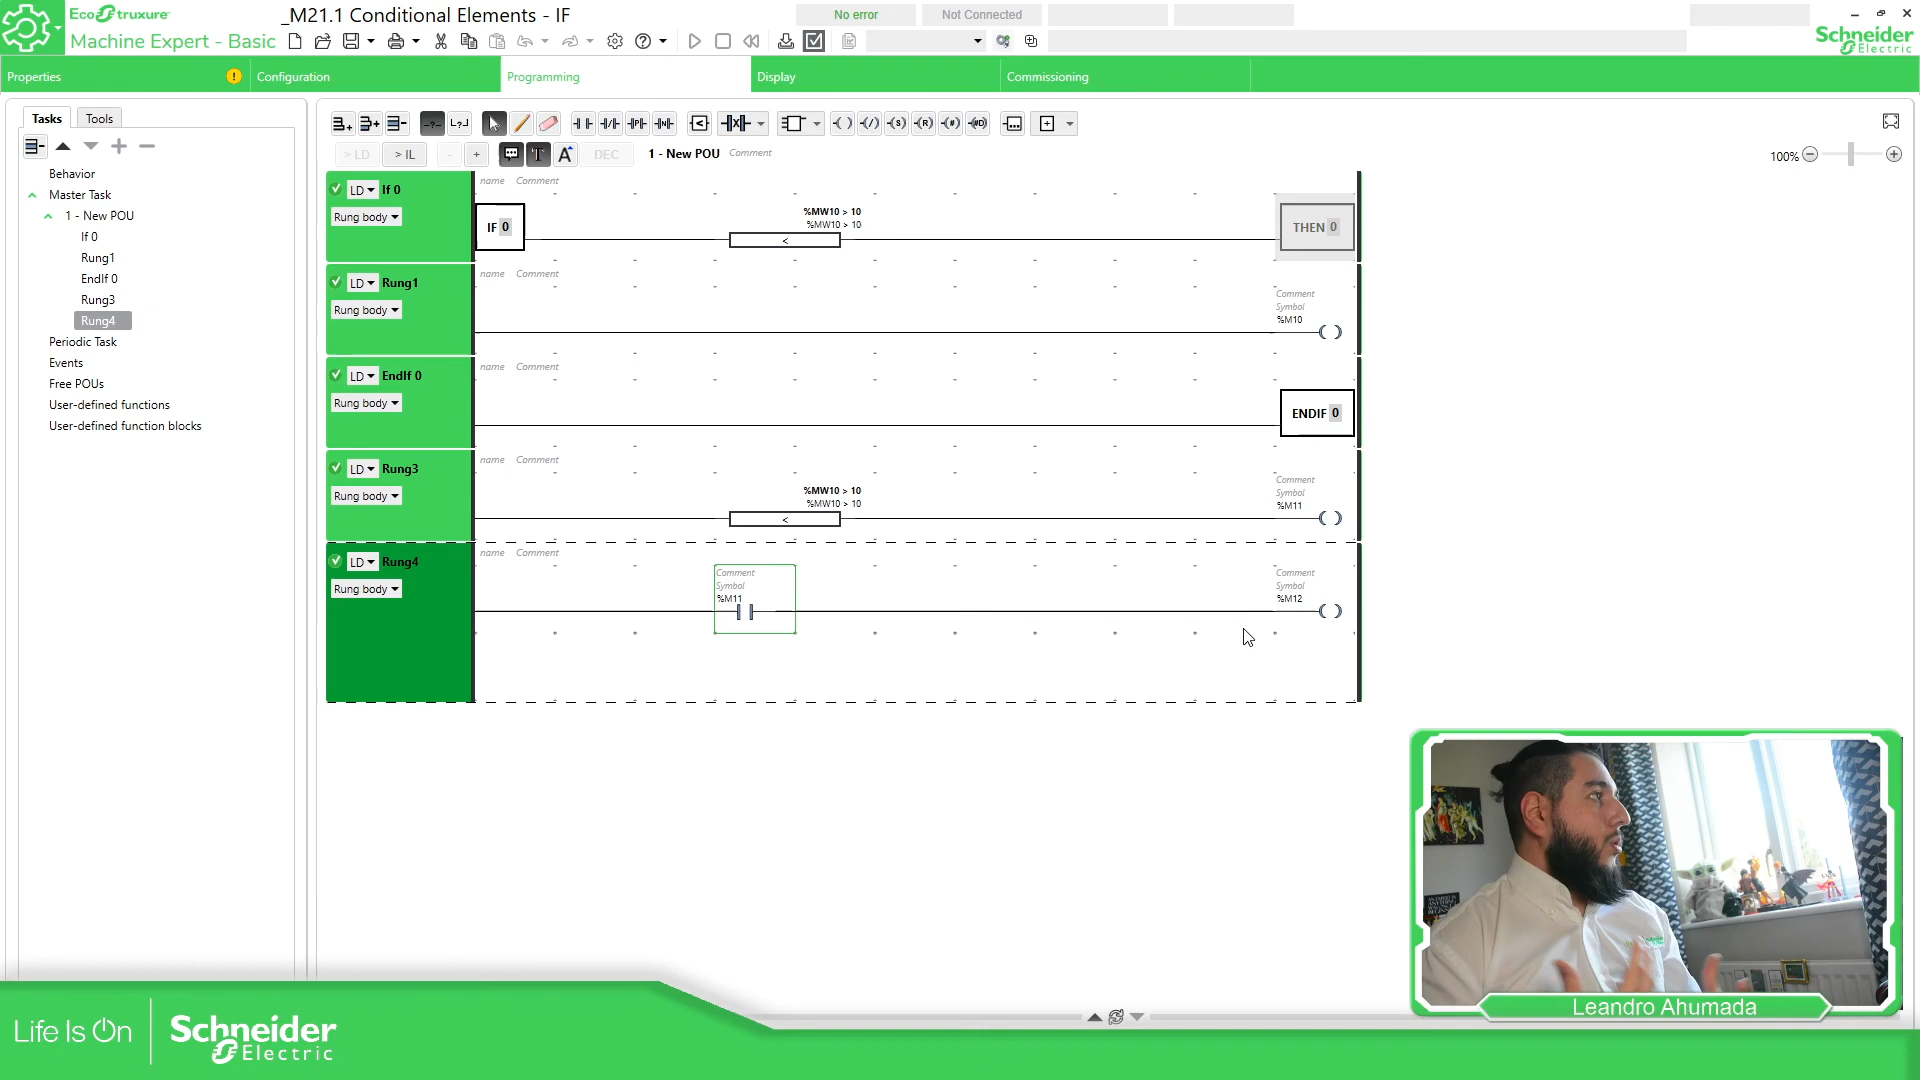 EcoStruxure
Machine Expert - Basic
_M21.1 Conditional Elements - IF
No error
Not Connected
Schneider
Electric
Properties
Configuration
Programming
Display
Commissioning
Tasks
Tools
Behavior
Master Task
1 - New POU
If 0
Rung1
EndIf 0
Rung3
Rung4
Periodic Task
Events
Free POUs
User-defined functions
User-defined function blocks
> LD
> IL
-
+
DEC
1 - New POU
Comment
100%
LD
If 0
Rung body
name Comment
IF 0
%MW10 > 10
%MW10 > 10
<
THEN 0
LD
Rung1
Rung body
name Comment
Comment
Symbol
%M10
LD
EndIf 0
Rung body
name Comment
ENDIF 0
LD
Rung3
Rung body
name Comment
%MW10 > 10
%MW10 > 10
<
Comment
Symbol
%M11
LD
Rung4
Rung body
name Comment
Comment
Symbol
%M11
Comment
Symbol
%M12
Leandro Ahumada
Life Is On
Schneider
Electric